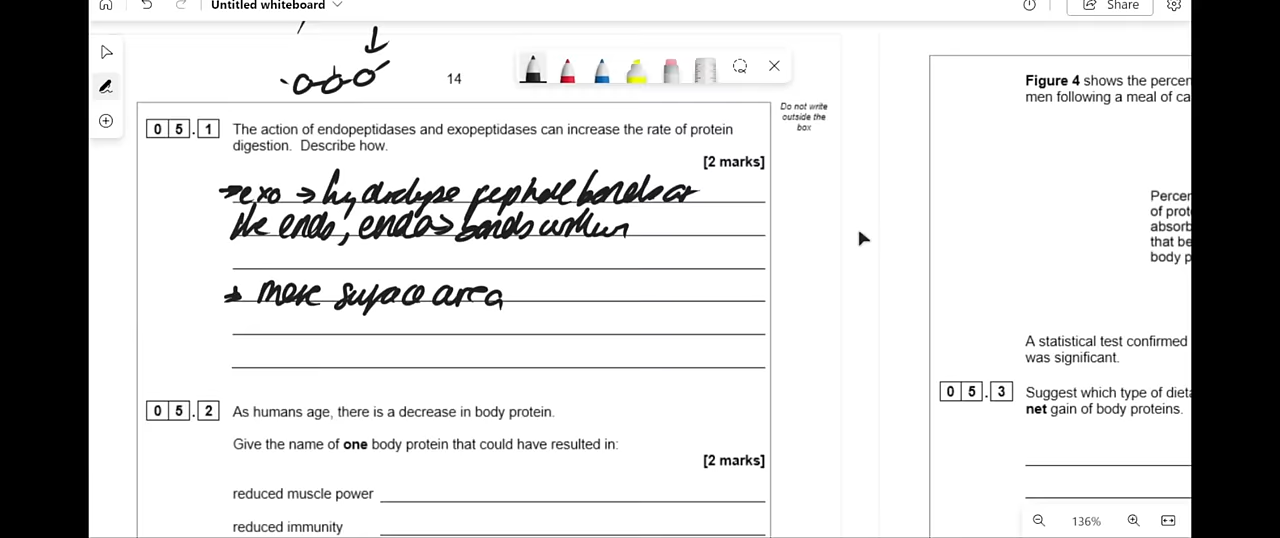 Untitled whiteboard
Share
14
Do not write
outside the
box
0 5 . 1 The action of endopeptidases and exopeptidases can increase the rate of protein
digestion. Describe how.
[2 marks]
→ exo → hydrolyse peptide bonds at
the ends, endo → bonds within
→ more surface area
0 5 . 2 As humans age, there is a decrease in body protein.
Give the name of one body protein that could have resulted in:
[2 marks]
reduced muscle power
reduced immunity
Figure 4 shows the percen
men following a meal of ca
Percen
of prot
absorb
that be
body p
A statistical test confirmed
was significant.
0 5 . 3 Suggest which type of dieta
net gain of body proteins.
136%